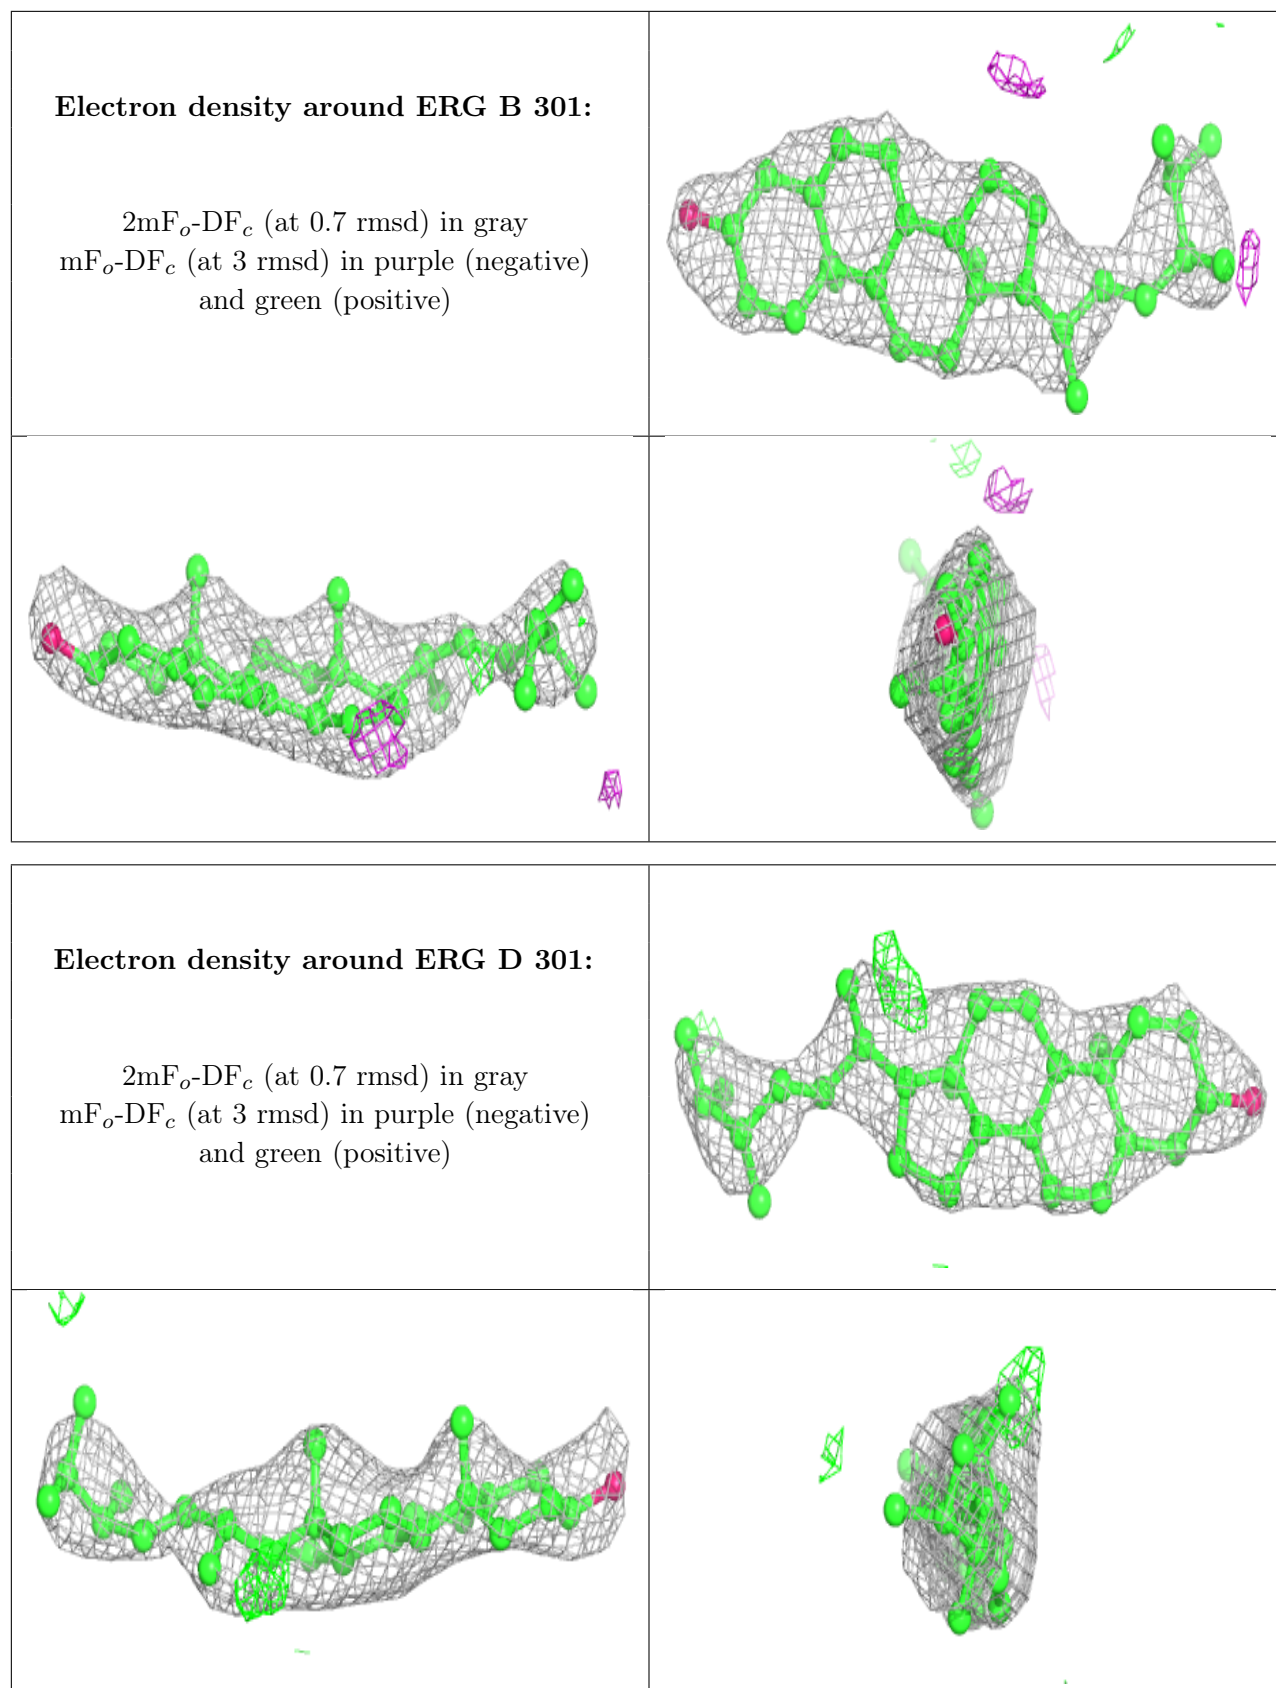 Electron density around ERG B 301:
2mFo-DFc (at 0.7 rmsd) in gray
mFo-DFc (at 3 rmsd) in purple (negative)
and green (positive)
Electron density around ERG D 301:
2mFo-DFc (at 0.7 rmsd) in gray
mFo-DFc (at 3 rmsd) in purple (negative)
and green (positive)